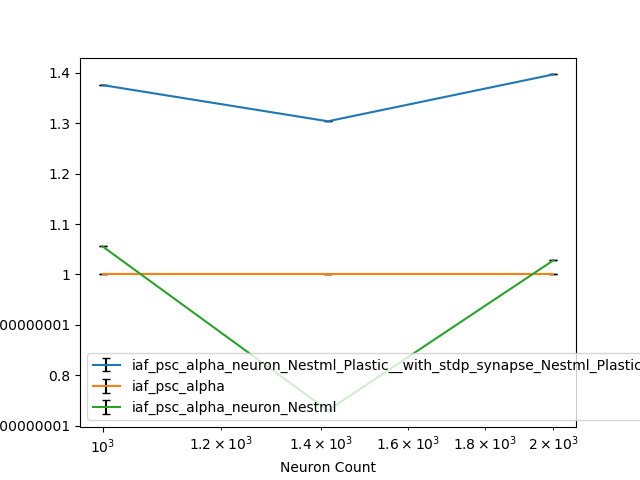 1.4
1.3
1.2
1.1
1
00000001
0.8
00000001
iaf_psc_alpha_neuron_Nestml_Plastic__with_stdp_synapse_Nestml_Plastic
iaf_psc_alpha
iaf_psc_alpha_neuron_Nestml
10³ 1.2 × 10³ 1.4 × 10³ 1.6 × 10³ 1.8 × 10³ 2 × 10³
Neuron Count